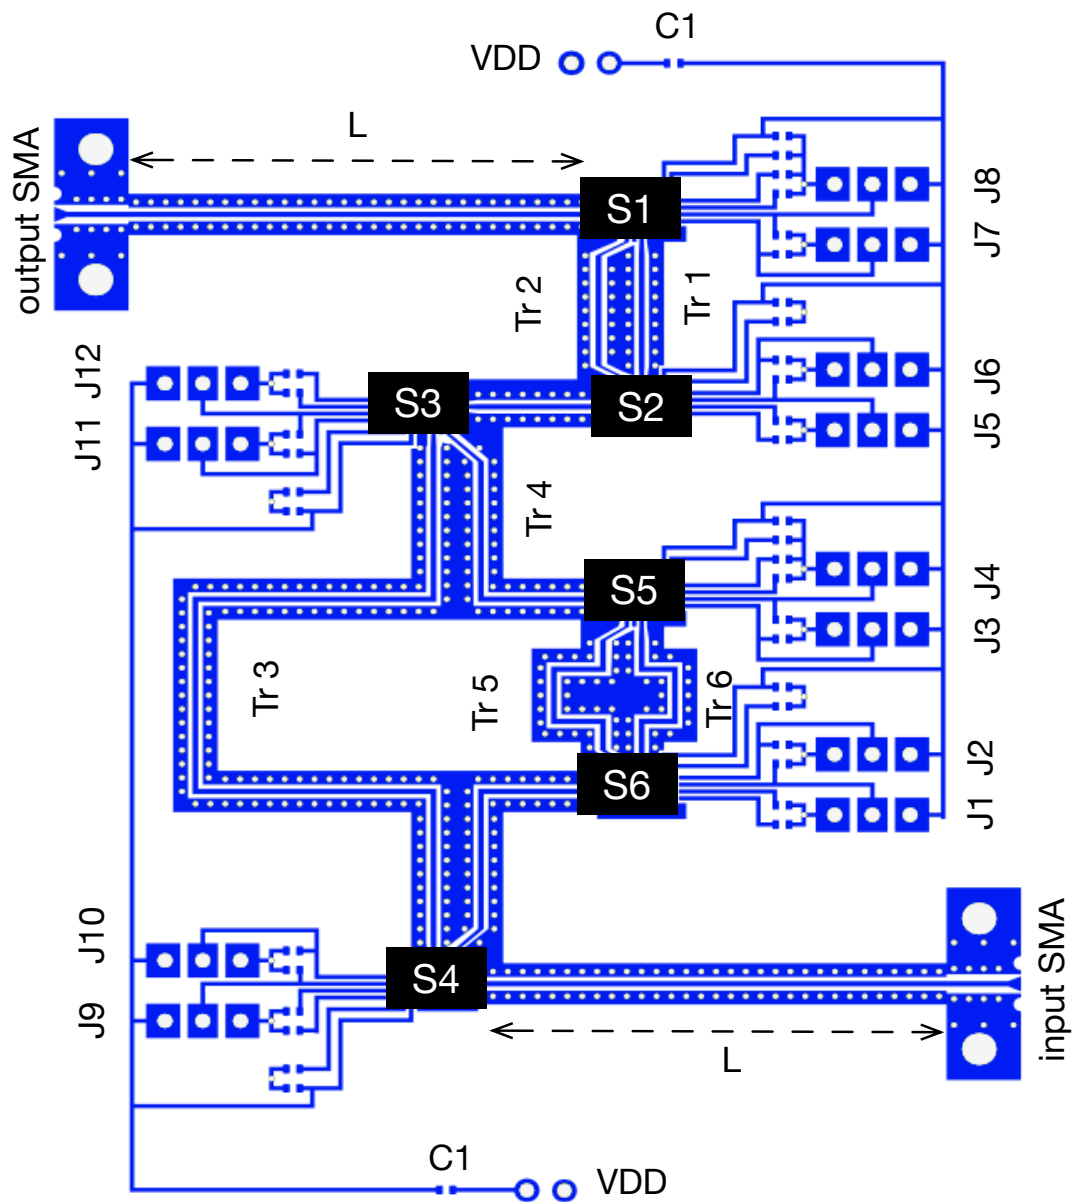 C1
VDD
L
output SMA
S1
J8
J7
Tr 2
Tr 1
J12
J11
S3
S2
J6
J5
Tr 4
S5
J4
J3
Tr 3
Tr 5
Tr 6
S6
J2
J1
J10
J9
S4
input SMA
L
C1
VDD